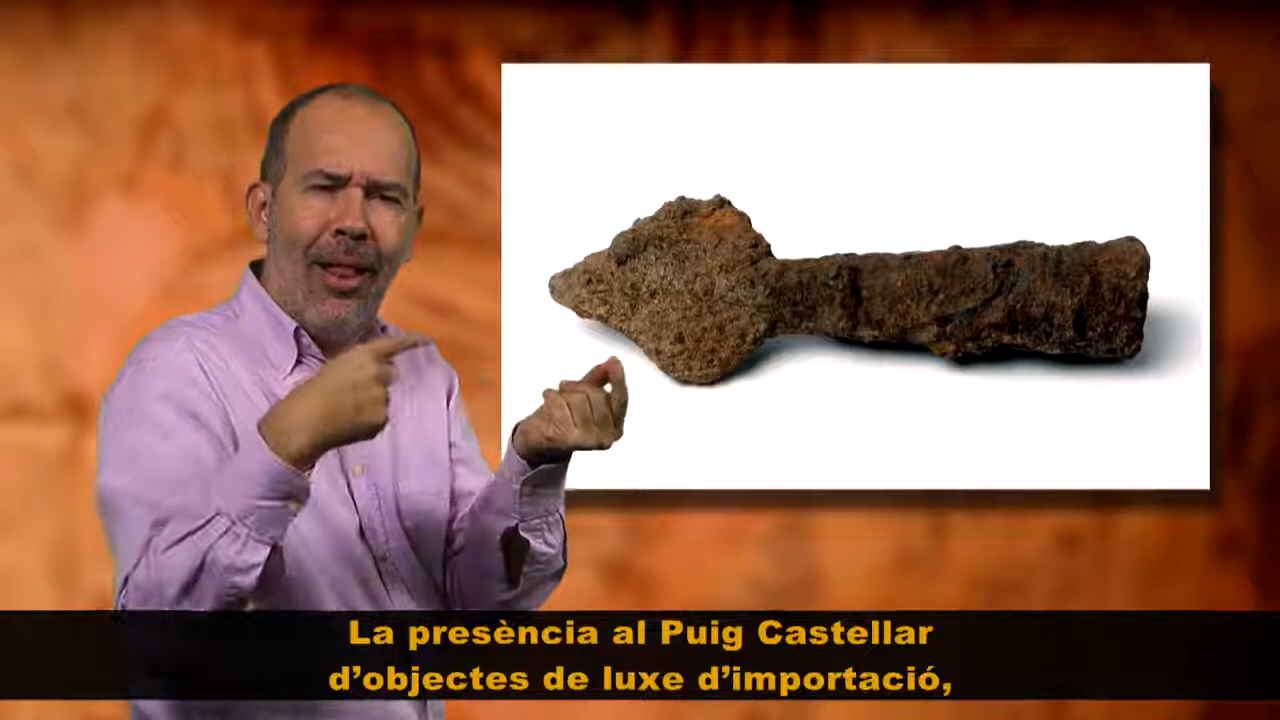 La presència al Puig Castellar
d’objectes de luxe d’importació,